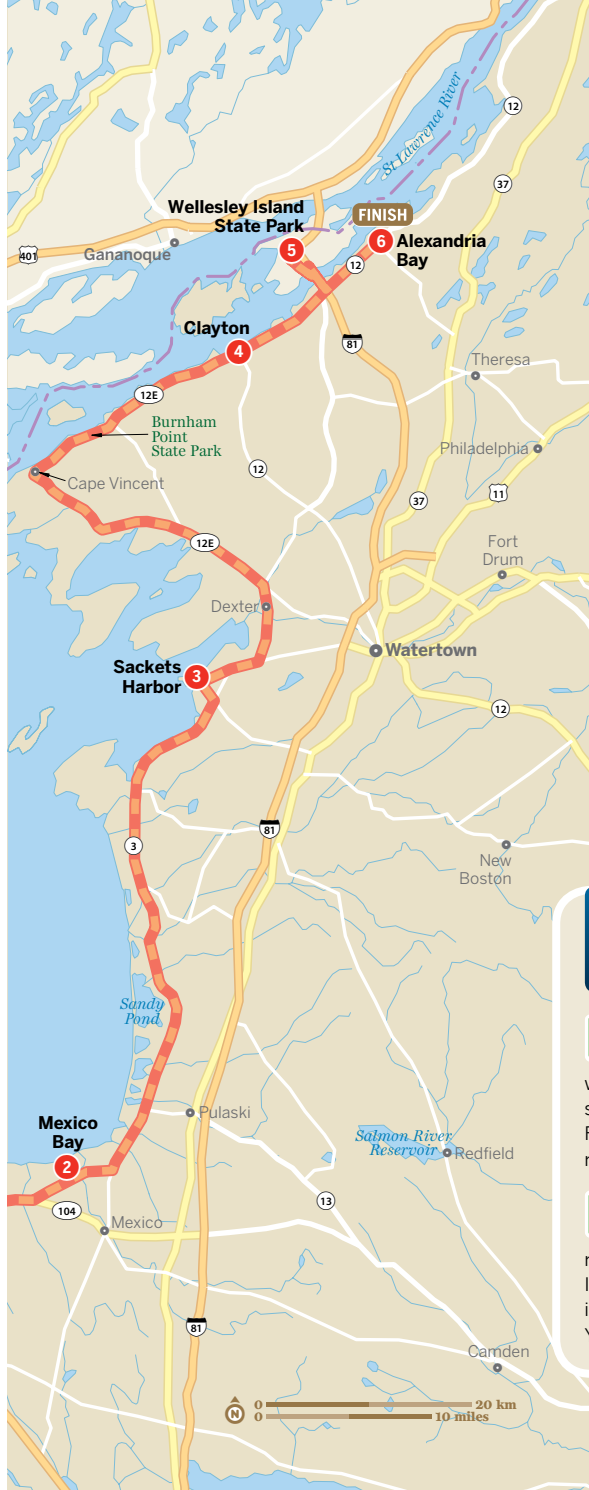 12
St Lawrence River
37
Wellesley Island
State Park
FINISH
5
6
Alexandria
Bay
401
Gananoque
12
Clayton
4
81
Theresa
12E
Burnham
Point
State Park
Philadelphia
12
Cape Vincent
37
11
12E
Fort
Drum
Dexter
Watertown
Sackets
Harbor
3
12
81
3
New
Boston
Sandy
Pond
Pulaski
Mexico
Bay
2
Salmon River
Reservoir
Redfield
13
104
Mexico
81
Camden
N
0
20 km
0
10 miles